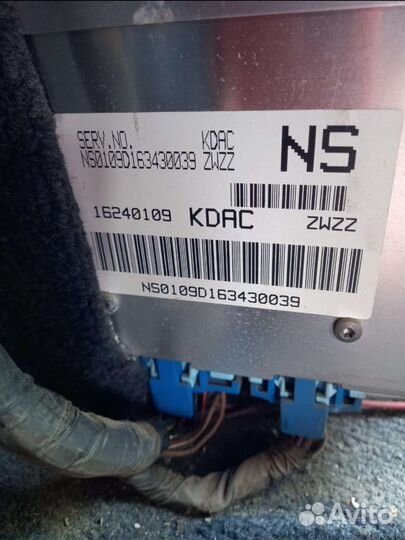 SERV.NO. KDAC
NS0109D163430039 ZWZZ
NS
16240109 KDAC ZWZZ
NS0109D163430039
Avito